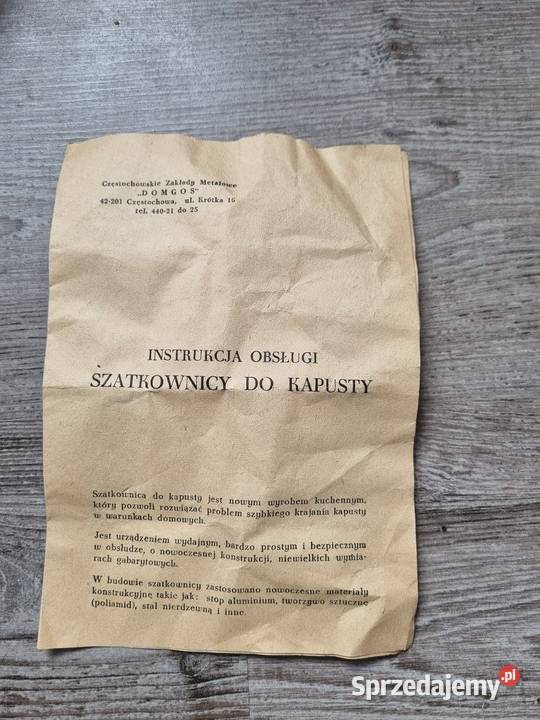 Częstochowskie Zakłady Metalowe
„DOMGOS”
42-201 Częstochowa, ul. Krótka 16
tel. 440-21 do 25
INSTRUKCJA OBSŁUGI
SZATKOWNICY DO KAPUSTY
Szatkownica do kapusty jest nowym wyrobem kuchennym,
który pozwoli rozwiązać problem szybkiego krajania kapusty
w warunkach domowych.
Jest urządzeniem wydajnym, bardzo prostym i bezpiecznym
w obsłudze, o nowoczesnej konstrukcji, niewielkich wymia-
rach gabarytowych.
W budowie szatkownicy zastosowano nowoczesne materiały
konstrukcyjne takie jak: stop aluminium, tworzywo sztuczne
(poliamid), stal nierdzewną i inne.
Sprzedajemy.pl